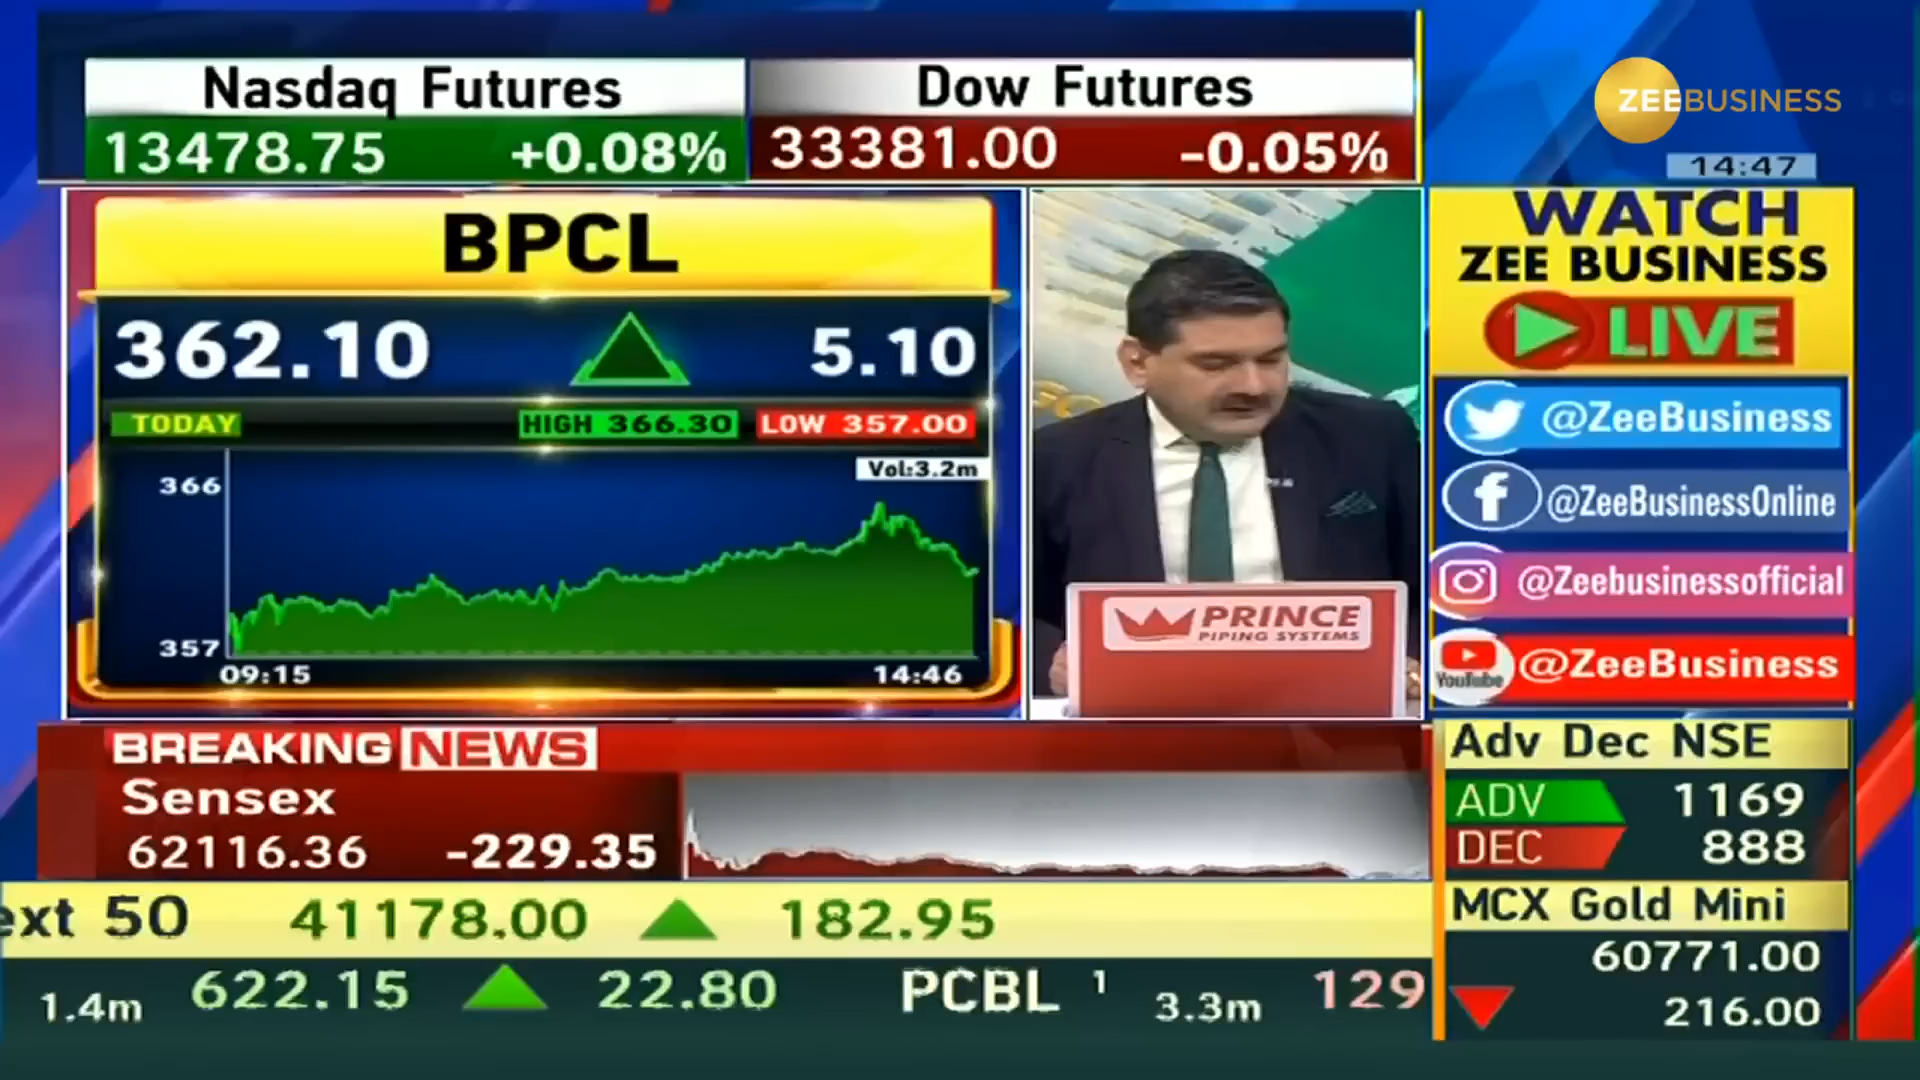 Nasdaq Futures
13478.75 +0.08%
Dow Futures
33381.00 -0.05%
ZEEBUSINESS
14:47
BPCL
362.10 5.10
TODAY HIGH 366.30 LOW 357.00
Vol:3.2m
366
357
09:15 14:46
PRINCE
PIPING SYSTEMS
WATCH
ZEE BUSINESS
LIVE
@ZeeBusiness
@ZeeBusinessOnline
@Zeebusinessofficial
YouTube @ZeeBusiness
BREAKING NEWS
Sensex
62116.36 -229.35
Adv Dec NSE
ADV 1169
DEC 888
MCX Gold Mini
60771.00
216.00
ext 50 41178.00 182.95
1.4m 622.15 22.80 PCBL 1 3.3m 129